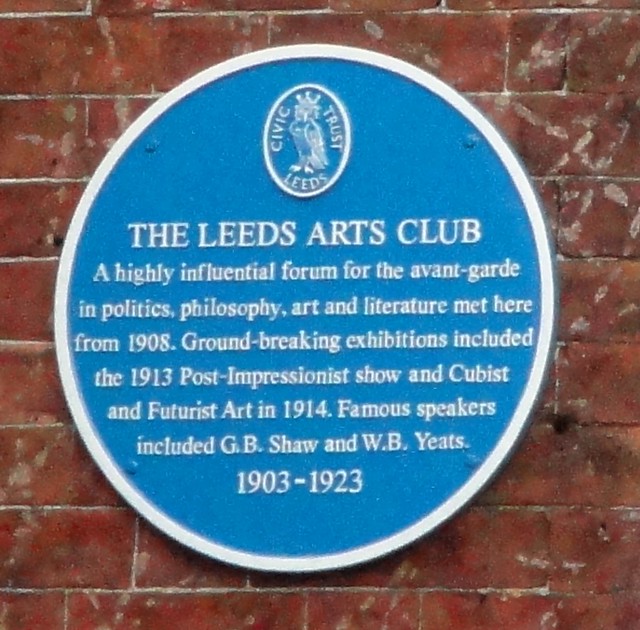 CIVIC TRUST
LEEDS
THE LEEDS ARTS CLUB
A highly influential forum for the avant-garde
in politics, philosophy, art and literature met here
from 1908. Ground-breaking exhibitions included
the 1913 Post-Impressionist show and Cubist
and Futurist Art in 1914. Famous speakers
included G.B. Shaw and W.B. Yeats.
1903-1923